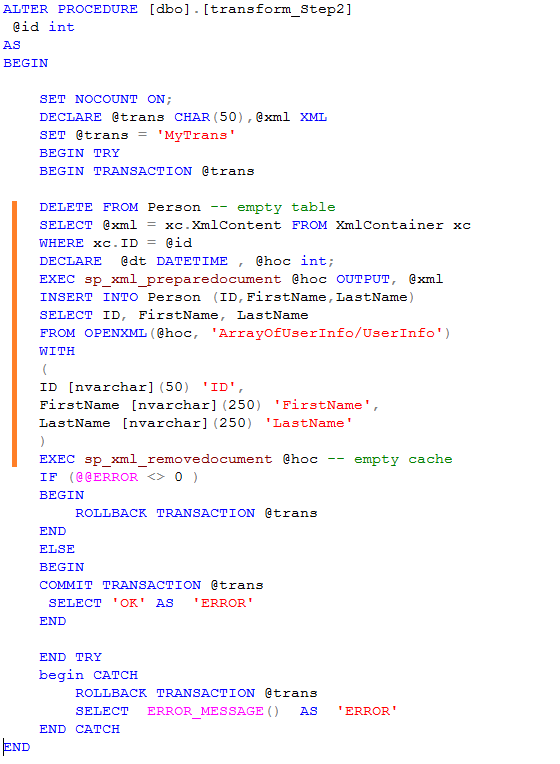 ALTER PROCEDURE [dbo].[transform_Step2]
@id int
AS
BEGIN
SET NOCOUNT ON;
DECLARE @trans CHAR(50),@xml XML
SET @trans = 'MyTrans'
BEGIN TRY
BEGIN TRANSACTION @trans
DELETE FROM Person -- empty table
SELECT @xml = xc.XmlContent FROM XmlContainer xc
WHERE xc.ID = @id
DECLARE  @dt DATETIME , @hoc int;
EXEC sp_xml_preparedocument @hoc OUTPUT, @xml
INSERT INTO Person (ID,FirstName,LastName)
SELECT ID, FirstName, LastName
FROM OPENXML(@hoc, 'ArrayOfUserInfo/UserInfo')
WITH
(
ID [nvarchar](50) 'ID',
FirstName [nvarchar](250) 'FirstName',
LastName [nvarchar](250) 'LastName'
)
EXEC sp_xml_removedocument @hoc -- empty cache
IF (@@ERROR <> 0 )
BEGIN
ROLLBACK TRANSACTION @trans
END
ELSE
BEGIN
COMMIT TRANSACTION @trans
SELECT 'OK' AS  'ERROR'
END
END TRY
begin CATCH
ROLLBACK TRANSACTION @trans
SELECT  ERROR_MESSAGE()  AS  'ERROR'
END CATCH
END